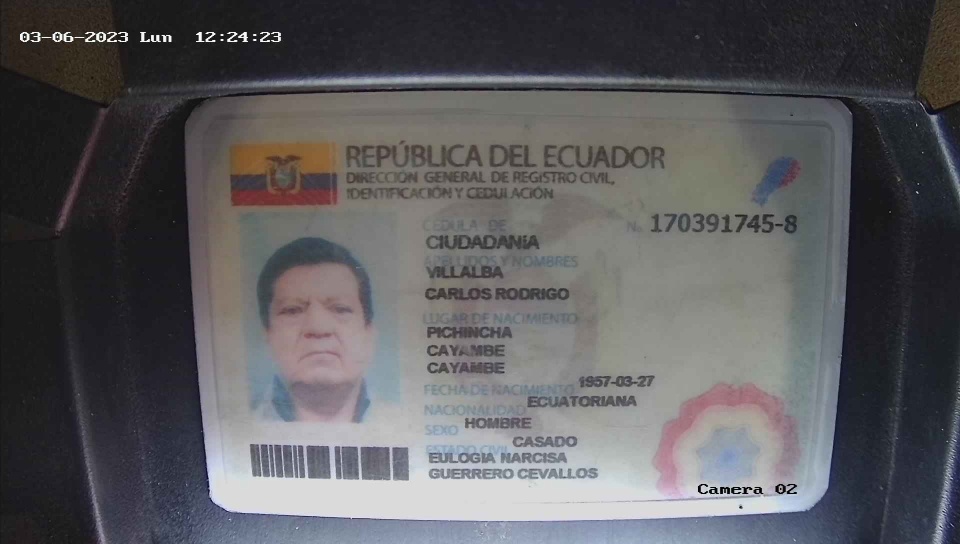 03-06-2023 Lun 12:24:23
REPÚBLICA DEL ECUADOR
DIRECCIÓN GENERAL DE REGISTRO CIVIL,
IDENTIFICACIÓN Y CEDULACIÓN
CÉDULA DE
No. 170391745-8
CIUDADANÍA
APELLIDOS Y NOMBRES
VILLALBA
CARLOS RODRIGO
LUGAR DE NACIMIENTO
PICHINCHA
CAYAMBE
CAYAMBE
FECHA DE NACIMIENTO 1957-03-27
NACIONALIDAD ECUATORIANA
SEXO HOMBRE
ESTADO CIVIL CASADO
EULOGIA NARCISA
GUERRERO CEVALLOS
Camera 02